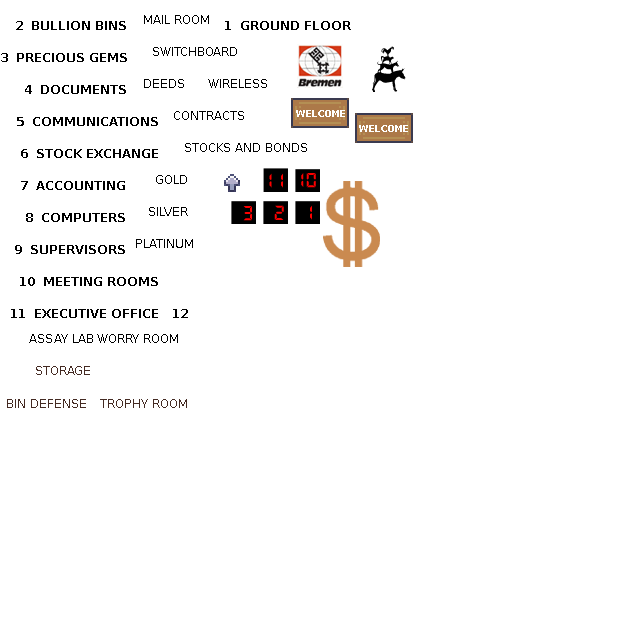 2 BULLION BINS MAIL ROOM 1 GROUND FLOOR
3 PRECIOUS GEMS SWITCHBOARD
Bremen
4 DOCUMENTS DEEDS WIRELESS
5 COMMUNICATIONS CONTRACTS WELCOME
WELCOME
6 STOCK EXCHANGE STOCKS AND BONDS
7 ACCOUNTING GOLD 11 10
8 COMPUTERS SILVER 3 2 1
$
9 SUPERVISORS PLATINUM
10 MEETING ROOMS
11 EXECUTIVE OFFICE 12
ASSAY LAB WORRY ROOM
STORAGE
BIN DEFENSE TROPHY ROOM